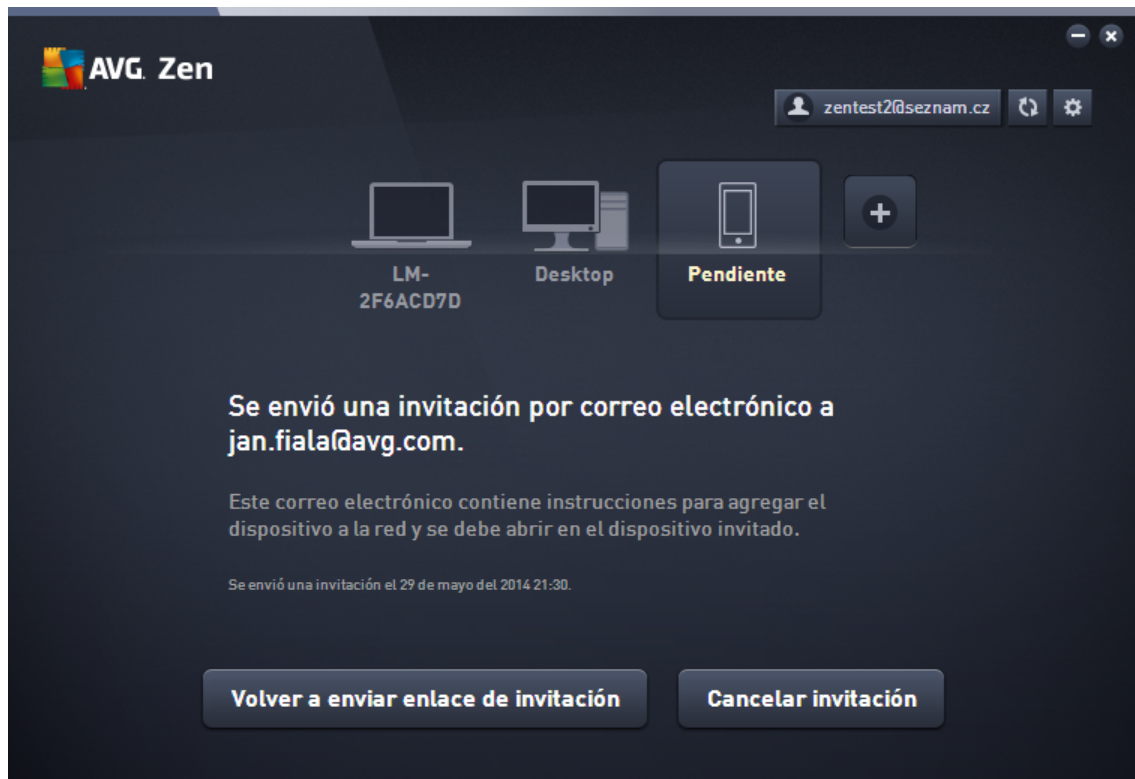 AVG. Zen
zentest2@seznam.cz
LM-
2F6ACD7D
Desktop
Pendiente
Se envió una invitación por correo electrónico a
jan.fiala@avg.com.
Este correo electrónico contiene instrucciones para agregar el
dispositivo a la red y se debe abrir en el dispositivo invitado.
Se envió una invitación el 29 de mayo del 2014 21:30.
Volver a enviar enlace de invitación
Cancelar invitación